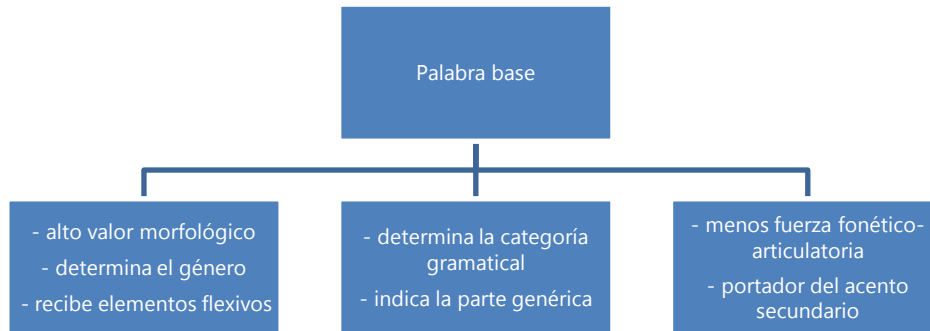 Palabra base
- alto valor morfológico
- determina el género
- recibe elementos flexivos
- determina la categoría
gramatical
- indica la parte genérica
- menos fuerza fonético-
articulatoria
- portador del acento
secundario